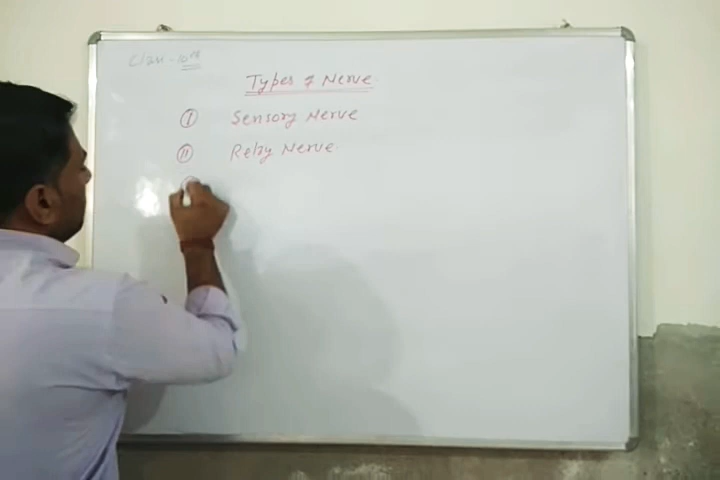 Class - 10th
Types of Nerve
I Sensory Nerve
II Relay Nerve